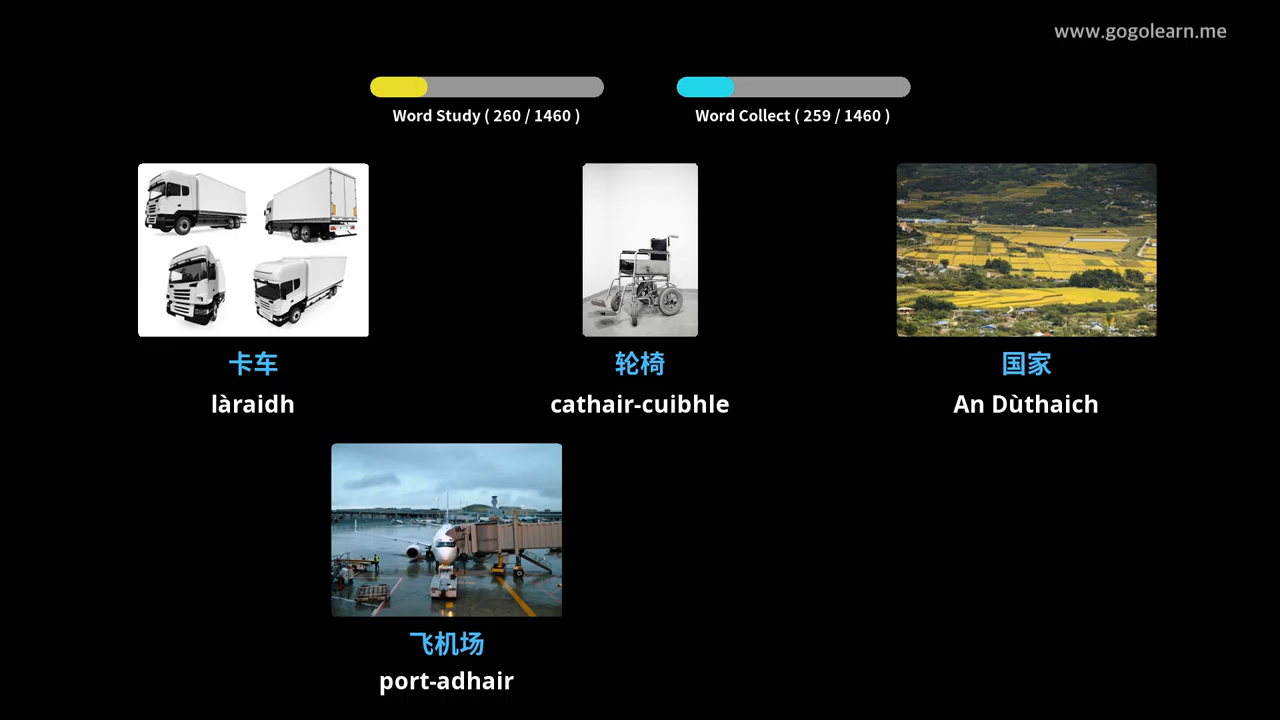 www.gogolearn.me
Word Study ( 260 / 1460 )
Word Collect ( 259 / 1460 )
卡车
làraidh
轮椅
cathair-cuibhle
国家
An Dùthaich
飞机场
port-adhair